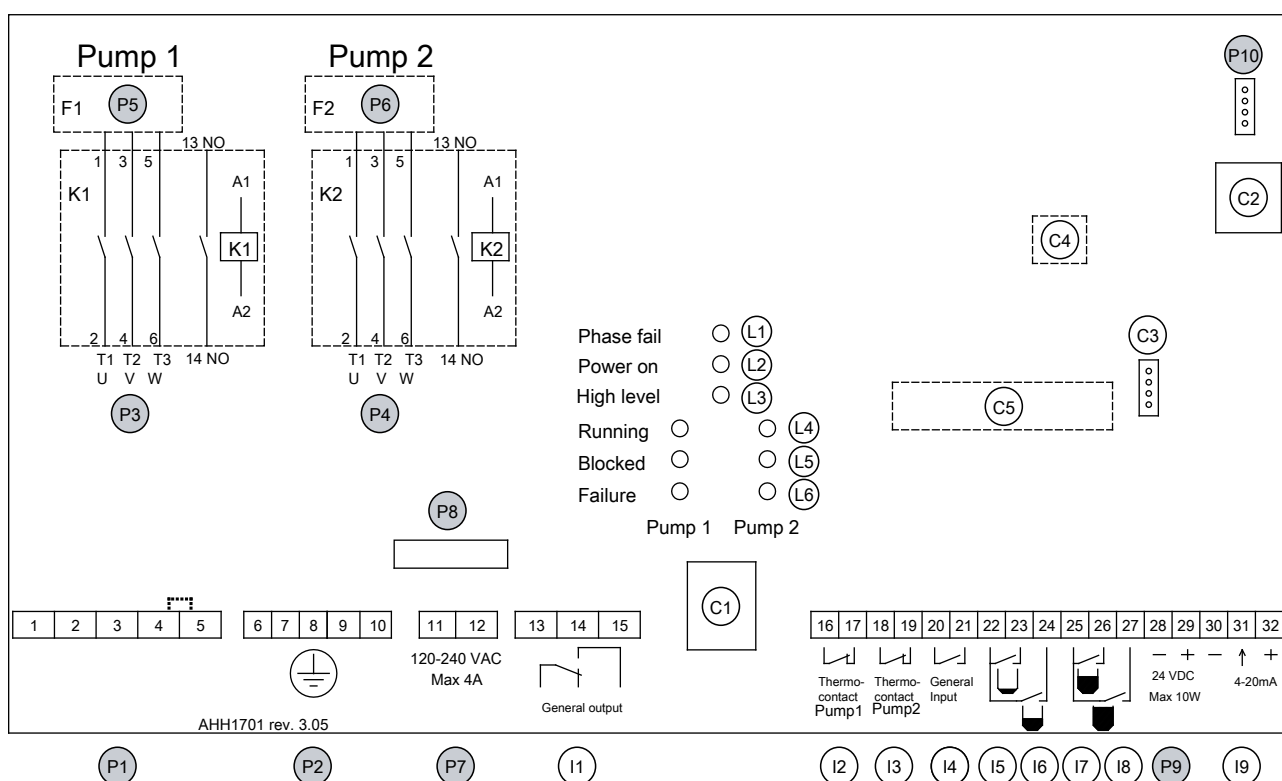 Pump 1 Pump 2
P10
F1 P5 F2 P6
13 NO 13 NO
1 3 5 1 3 5
K1 A1 K2 A1
C2
K1 K2 C4
A2 A2
2 4 6 2 4 6
T1 T2 T3 14 NO T1 T2 T3 14 NO
U V W U V W
P3 P4
Phase fail L1 C3
Power on L2
High level L3 C5
Running L4
Blocked L5
Failure L6
Pump 1 Pump 2
P8
C1
1 2 3 4 5 6 7 8 9 10 11 12 13 14 15 16 17 18 19 20 21 22 23 24 25 26 27 28 29 30 31 32
120-240 VAC
Max 4A
General output
Thermo-
contact
Pump1
Thermo-
contact
Pump2
General
Input
− + − ↑ +
24 VDC
Max 10W
4-20mA
AHH1701 rev. 3.05
P1 P2 P7 I1 I2 I3 I4 I5 I6 I7 I8 P9 I9